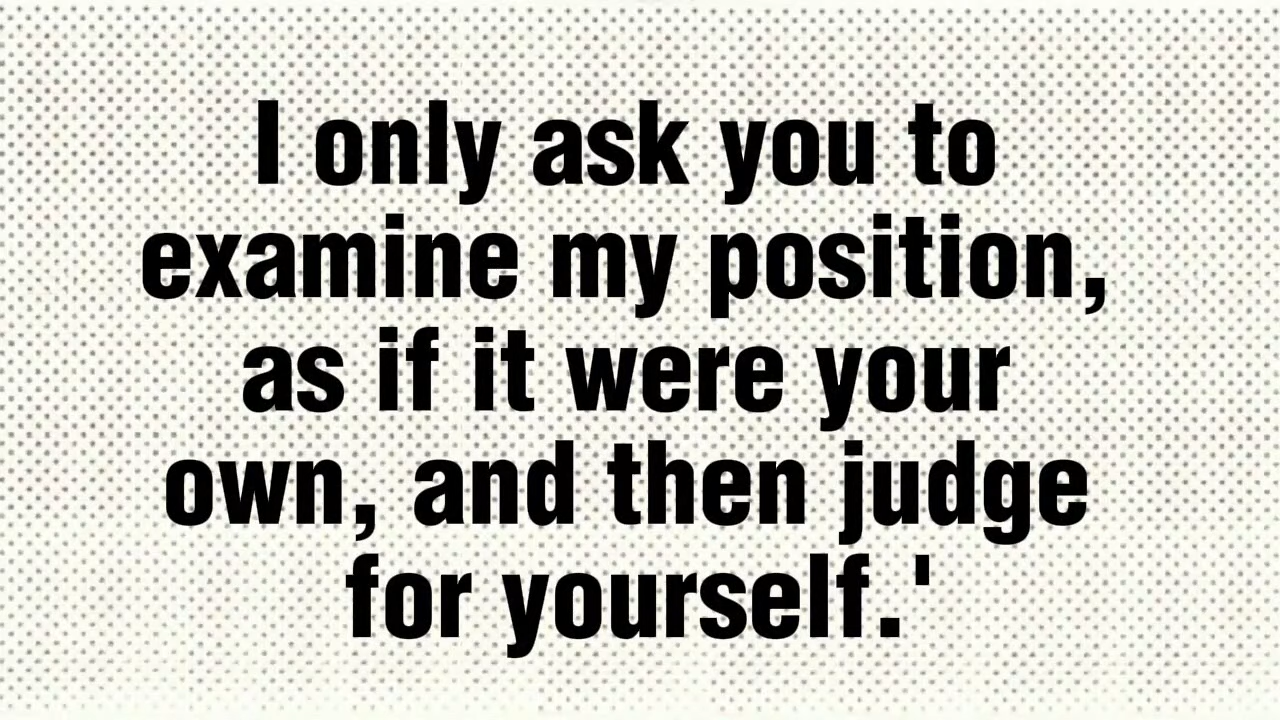 I only ask you to
examine my position,
as if it were your
own, and then judge
for yourself.'